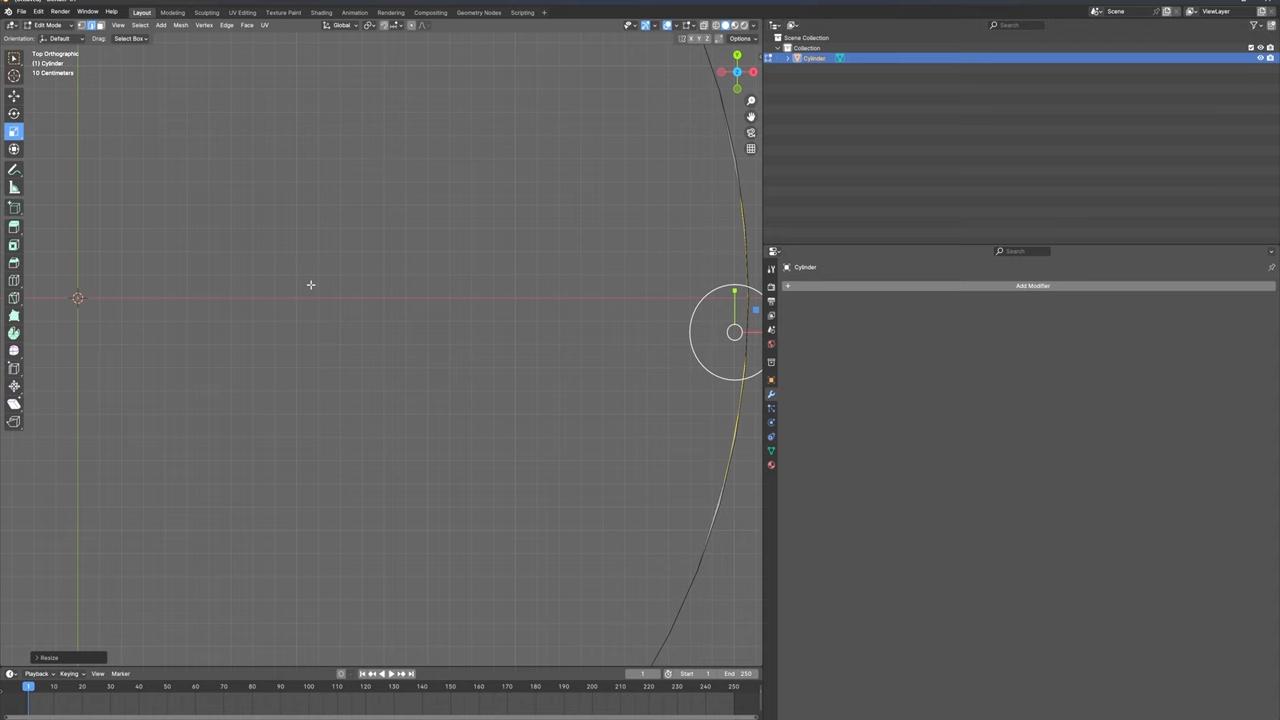 File Edit Render Window Help Layout Modeling Sculpting UV Editing Texture Paint Shading Animation Rendering Compositing Geometry Nodes Scripting +
Scene ViewLayer
Edit Mode View Select Add Mesh Vertex Edge Face UV Global Search
Orientation: Default Drag: Select Box X Y Z Options
Scene Collection
Collection
Cylinder
Top Orthographic
(1) Cylinder
10 Centimeters
Y
Z
X
Search
Cylinder
+ Add Modifier
Resize
Playback Keying View Marker 1 Start 1 End 250
1 10 20 30 40 50 60 70 80 90 100 110 120 130 140 150 160 170 180 190 200 210 220 230 240 250